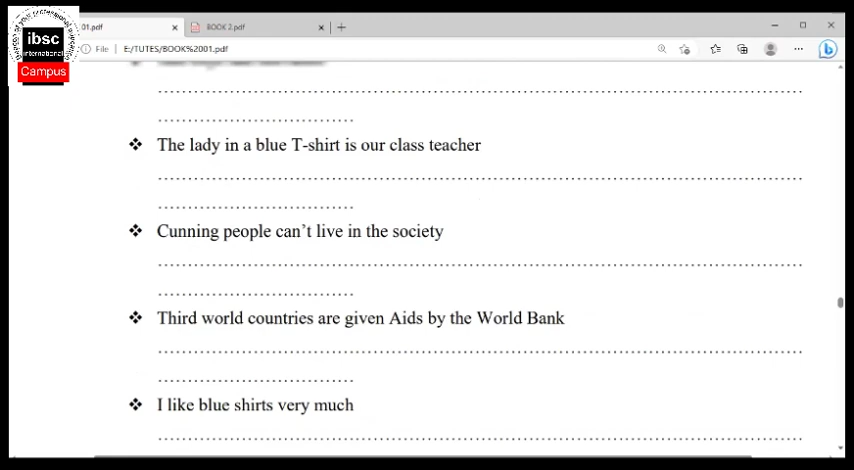 01.pdf
BOOK 2.pdf
ibsc
international
Campus
File | E:/TUTES/BOOK%2001.pdf
The lady in a blue T-shirt is our class teacher
Cunning people can't live in the society
Third world countries are given Aids by the World Bank
I like blue shirts very much